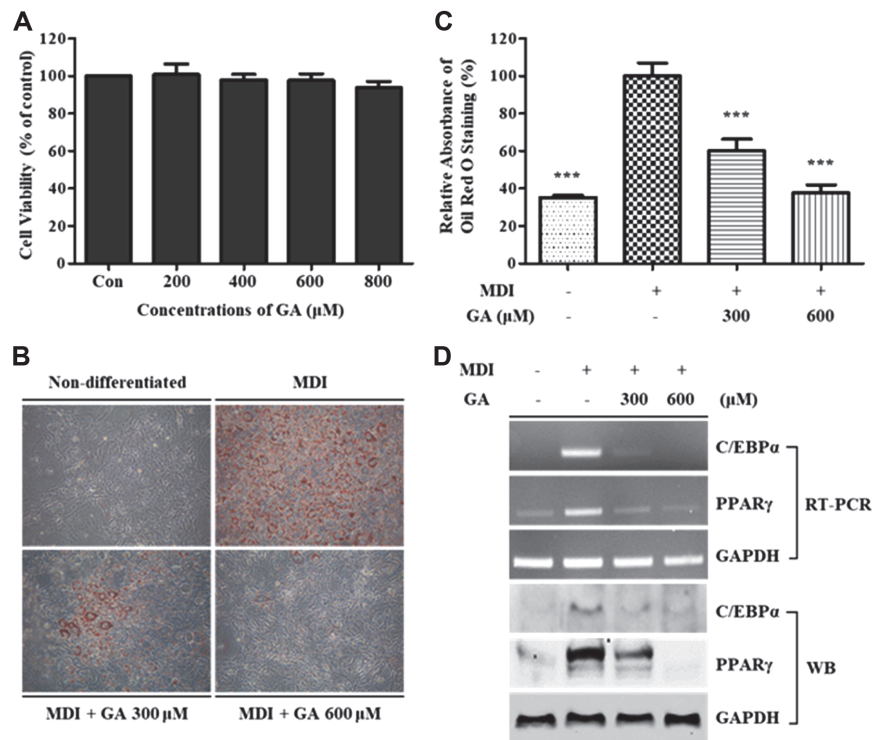 A
120
100
80
60
40
20
0
Cell Viability (% of control)
Con 200 400 600 800
Concentrations of GA (μM)
B
Non-differentiated MDI
MDI + GA 300 μM MDI + GA 600 μM
C
120
100
80
60
40
20
0
Relative Absorbance of
Oil Red O Staining (%)
*** *** ***
MDI - + + +
GA (μM) - - 300 600
D
MDI - + + +
GA - - 300 600 (μM)
C/EBPα
PPARγ
GAPDH
RT-PCR
C/EBPα
PPARγ
GAPDH
WB